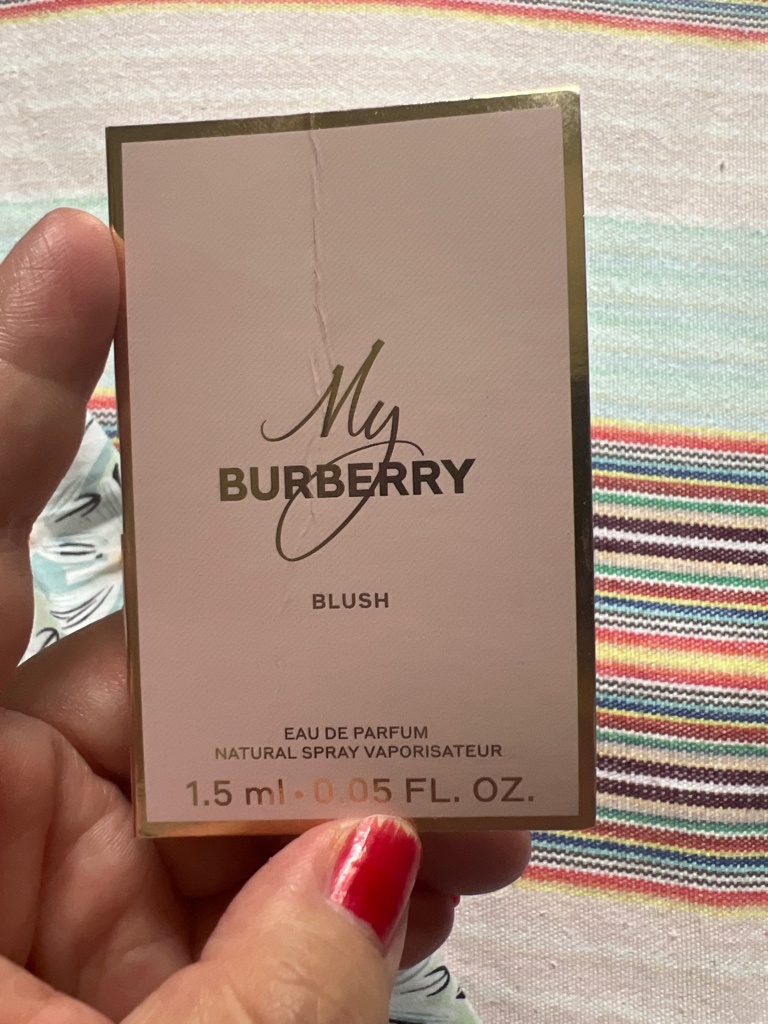 My
BURBERRY
BLUSH
EAU DE PARFUM
NATURAL SPRAY VAPORISATEUR
1.5 ml • 0.05 FL. OZ.